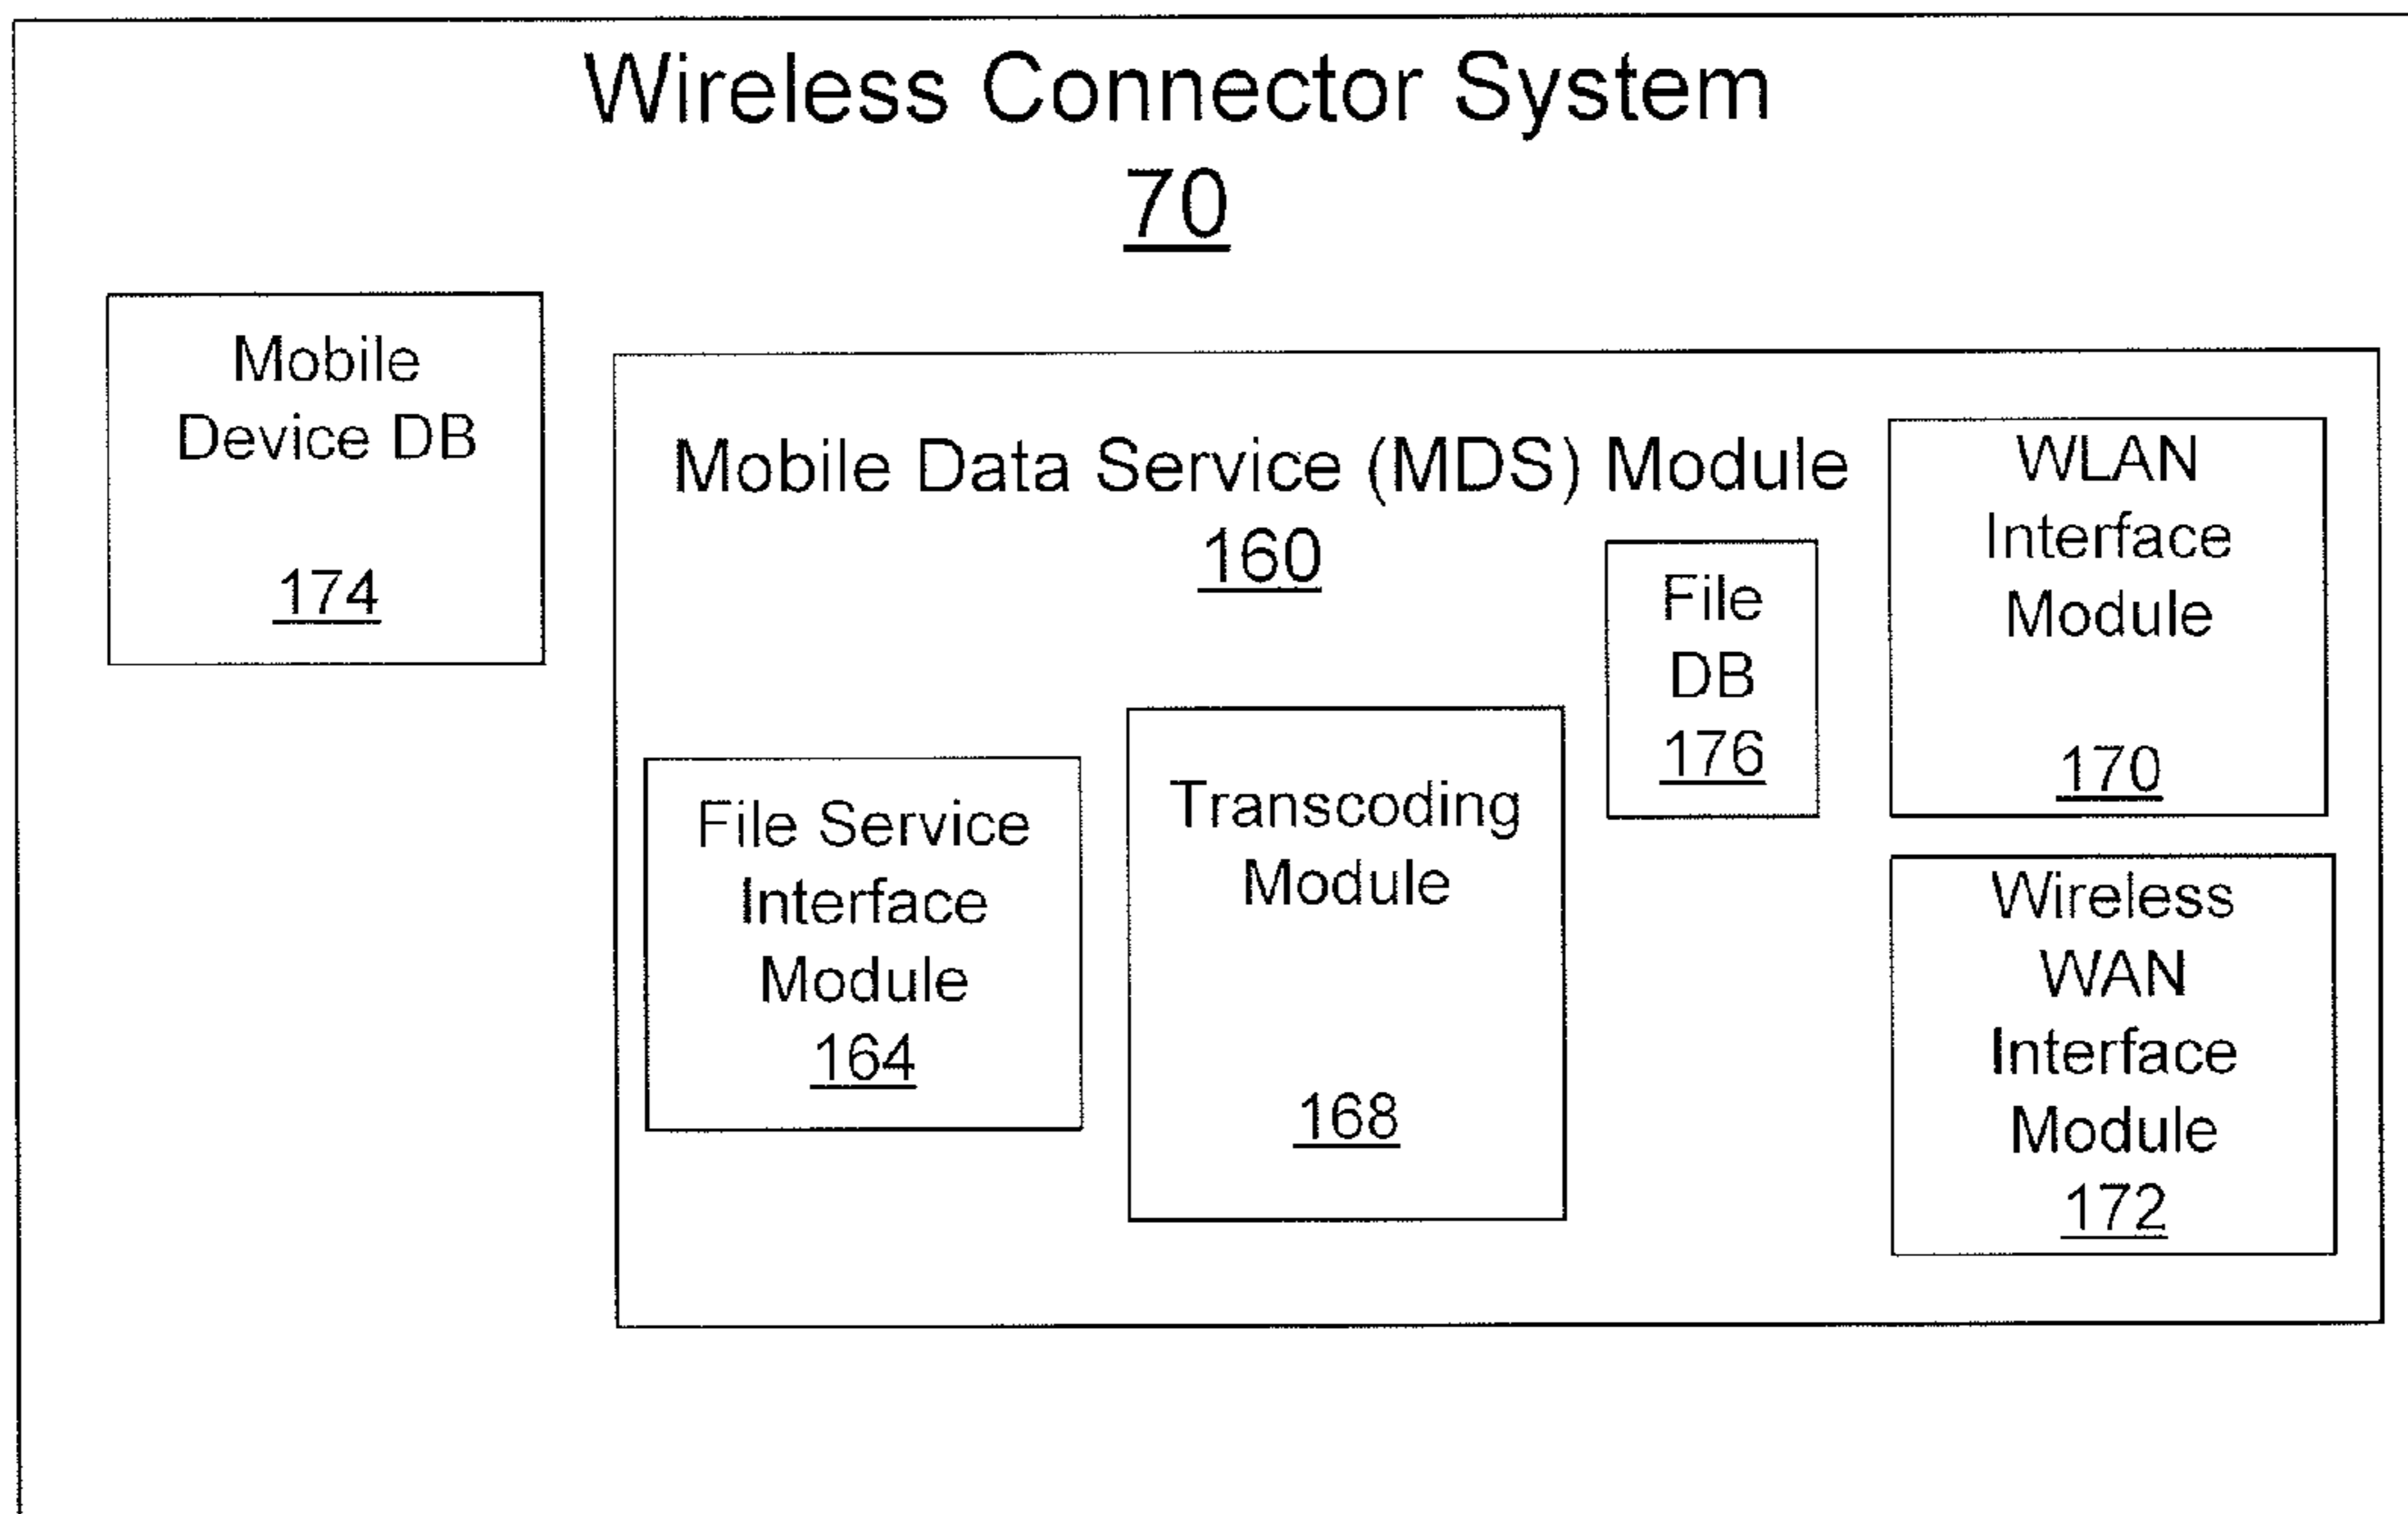 Wireless Connector System
70
Mobile
Device DB
174
Mobile Data Service (MDS) Module
160
File Service
Interface
Module
164
Transcoding
Module
168
File
DB
176
WLAN
Interface
Module
170
Wireless
WAN
Interface
Module
172